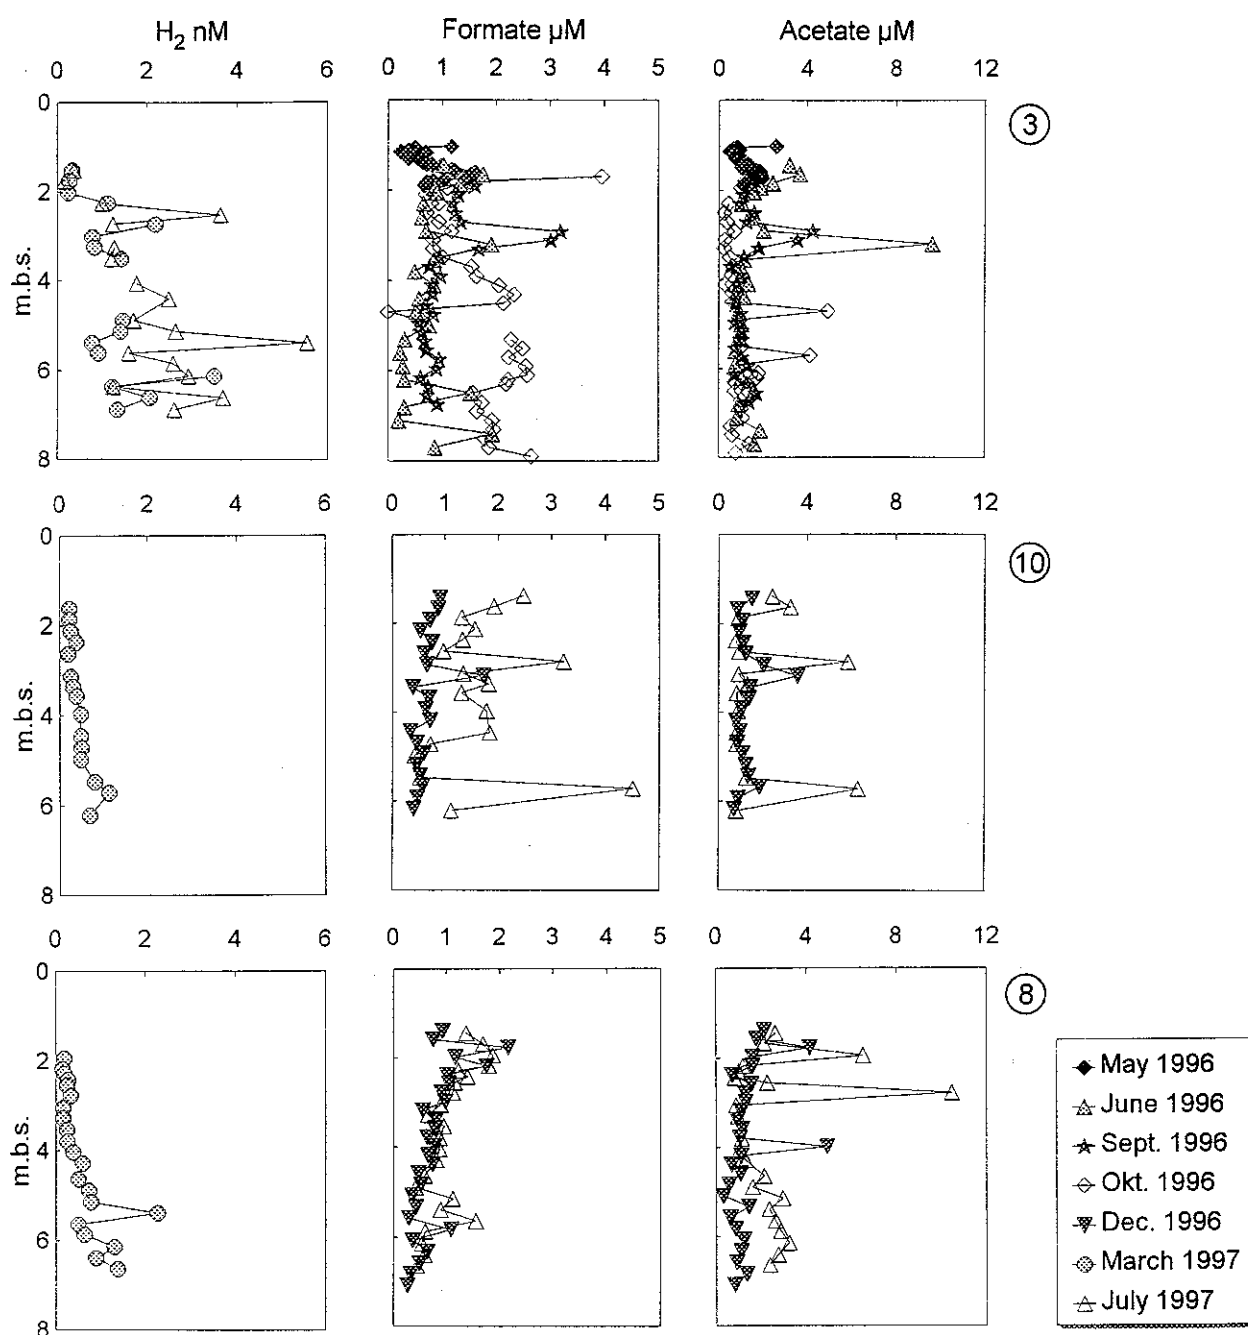 H2 nM Formate µM Acetate µM
0 2 4 6 0 1 2 3 4 5 0 4 8 12
0
2
4
6
8
m.b.s.
3
0 2 4 6 0 1 2 3 4 5 0 4 8 12
0
2
4
6
8
m.b.s.
10
0 2 4 6 0 1 2 3 4 5 0 4 8 12
0
2
4
6
8
m.b.s.
8
May 1996
June 1996
Sept. 1996
Okt. 1996
Dec. 1996
March 1997
July 1997